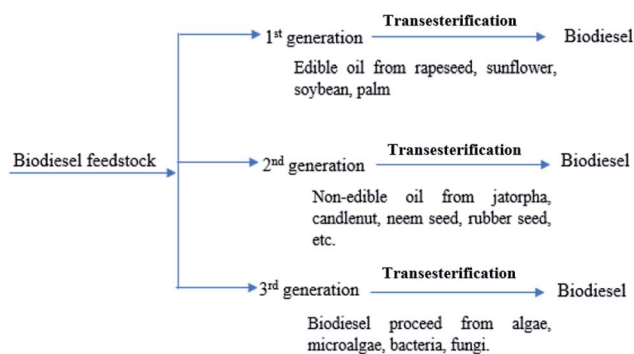 Transesterification
1st generation
Biodiesel
Edible oil from rapeseed, sunflower,
soybean, palm
Biodiesel feedstock
Transesterification
2nd generation
Biodiesel
Non-edible oil from jatorpha,
candlenut, neem seed, rubber seed,
etc.
Transesterification
3rd generation
Biodiesel
Biodiesel proceed from algae,
microalgae, bacteria, fungi.